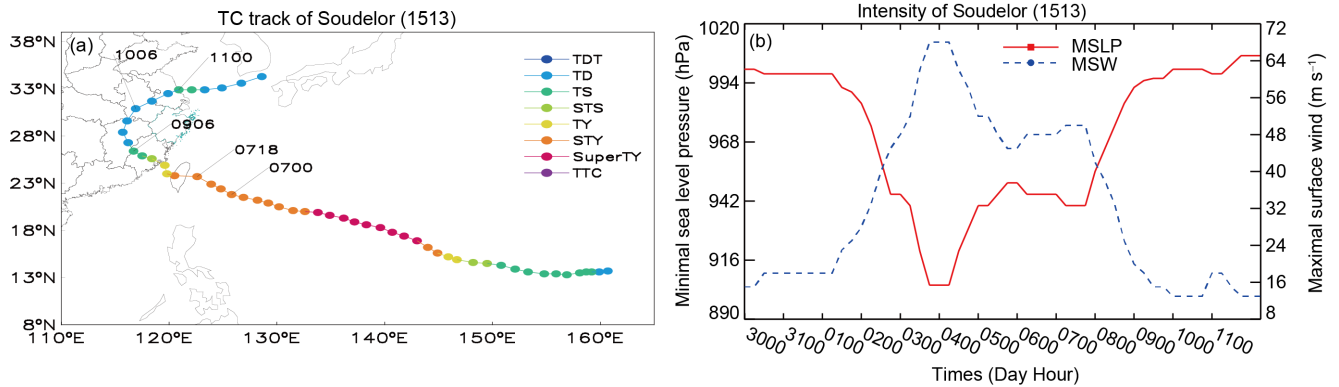 TC track of Soudelor (1513)
(a)
38°N
33°N
28°N
23°N
18°N
13°N
8°N
110°E
120°E
130°E
140°E
150°E
160°E
1006
1100
0906
0718
0700
TDT
TD
TS
STS
TY
STY
SuperTY
TTC
Intensity of Soudelor (1513)
(b)
MSLP
MSW
Minimal sea level pressure (hPa)
1020
994
968
942
916
890
Maximal surface wind (m s⁻¹)
72
64
56
48
40
32
24
16
8
3000
3100
0100
0200
0300
0400
0500
0600
0700
0800
0900
1000
1100
Times (Day Hour)